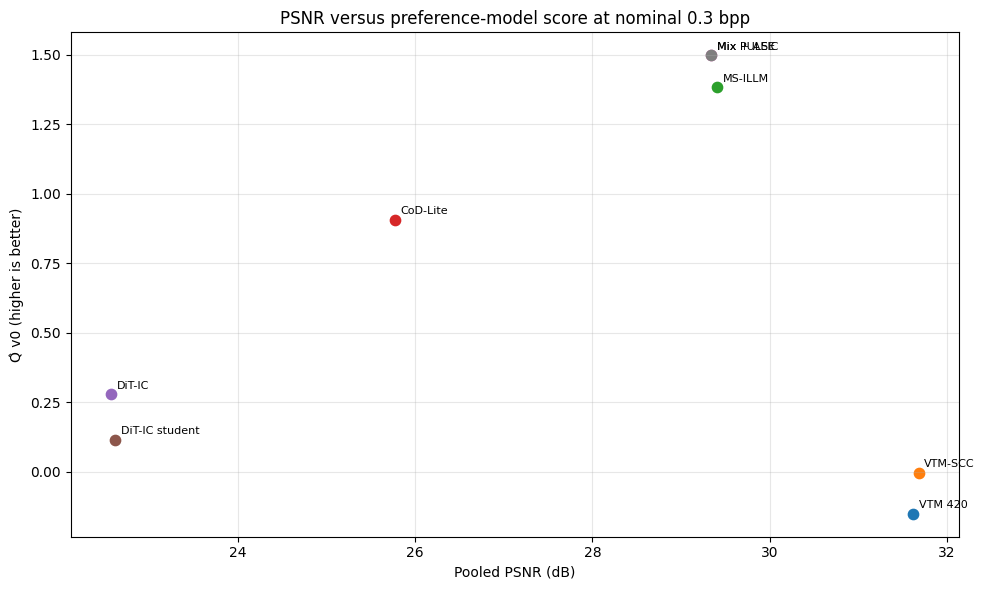 PSNR versus preference-model score at nominal 0.3 bpp
Q̂ v0 (higher is better)
1.50
1.25
1.00
0.75
0.50
0.25
0.00
Mix
MS-ILLM
CoD-Lite
DiT-IC
DiT-IC student
VTM-SCC
VTM 420
24
26
28
30
32
Pooled PSNR (dB)